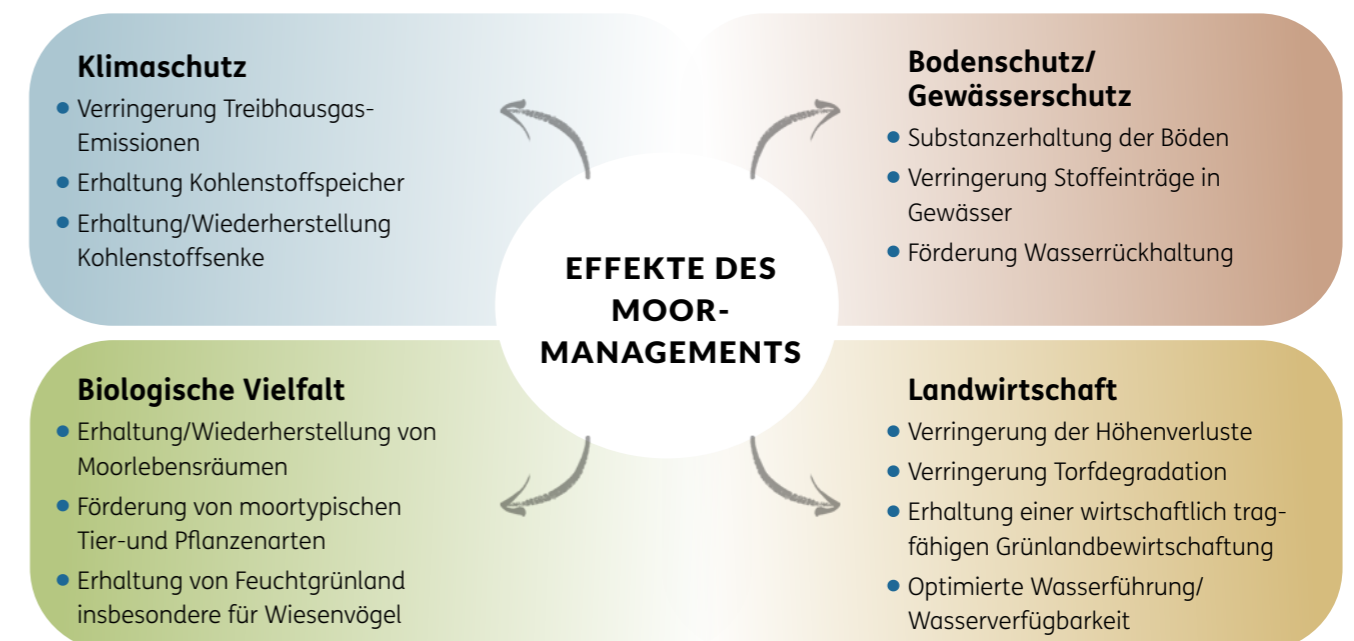 Klimaschutz
• Verringerung Treibhausgas-
Emissionen
• Erhaltung Kohlenstoffspeicher
• Erhaltung/Wiederherstellung
Kohlenstoffsenke
Bodenschutz/
Gewässerschutz
• Substanzerhaltung der Böden
• Verringerung Stoffeinträge in
Gewässer
• Förderung Wasserrückhaltung
EFFEKTE DES
MOOR-
MANAGEMENTS
Biologische Vielfalt
• Erhaltung/Wiederherstellung von
Moorlebensräumen
• Förderung von moortypischen
Tier-und Pflanzenarten
• Erhaltung von Feuchtgrünland
insbesondere für Wiesenvögel
Landwirtschaft
• Verringerung der Höhenverluste
• Verringerung Torfdegradation
• Erhaltung einer wirtschaftlich trag-
fähigen Grünlandbewirtschaftung
• Optimierte Wasserführung/
Wasserverfügbarkeit